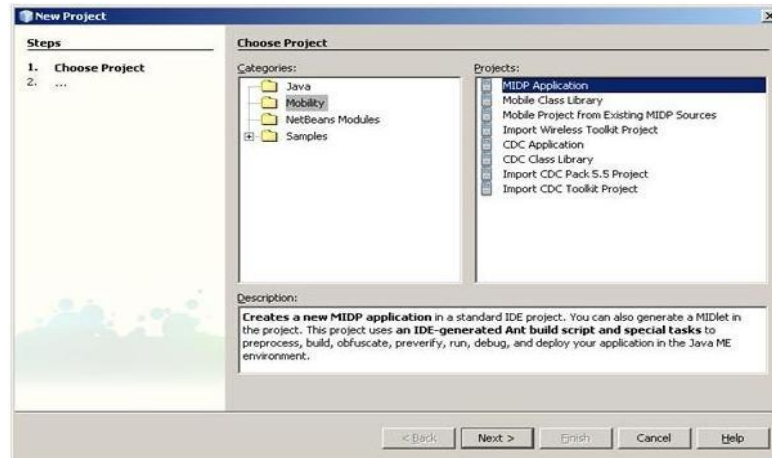 New Project
Steps
1. Choose Project
2. ...
Choose Project
Categories:
Java
Mobility
NetBeans Modules
Samples
Projects:
MIDP Application
Mobile Class Library
Mobile Project from Existing MIDP Sources
Import Wireless Toolkit Project
CDC Application
CDC Class Library
Import CDC Pack 5.5 Project
Import CDC Toolkit Project
Description:
Creates a new MIDP application in a standard IDE project. You can also generate a MIDlet in
the project. This project uses an IDE-generated Ant build script and special tasks to
preprocess, build, obfuscate, preverify, run, debug, and deploy your application in the Java ME
environment.
< Back
Next >
Finish
Cancel
Help